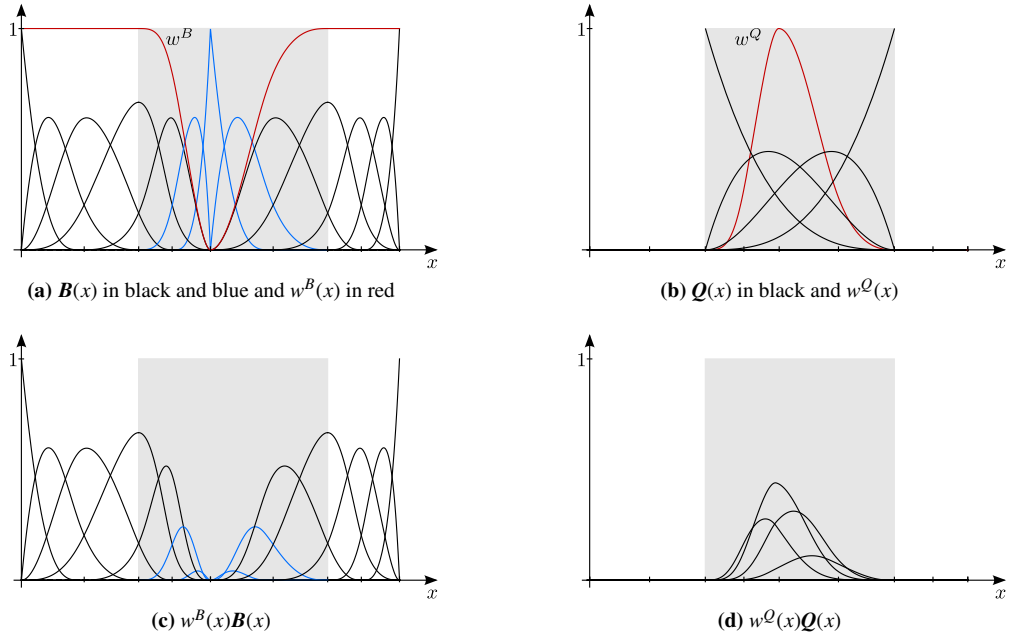 1
w^B
x
(a) B(x) in black and blue and w^B(x) in red
1
w^Q
x
(b) Q(x) in black and w^Q(x)
1
x
(c) w^B(x)B(x)
1
x
(d) w^Q(x)Q(x)